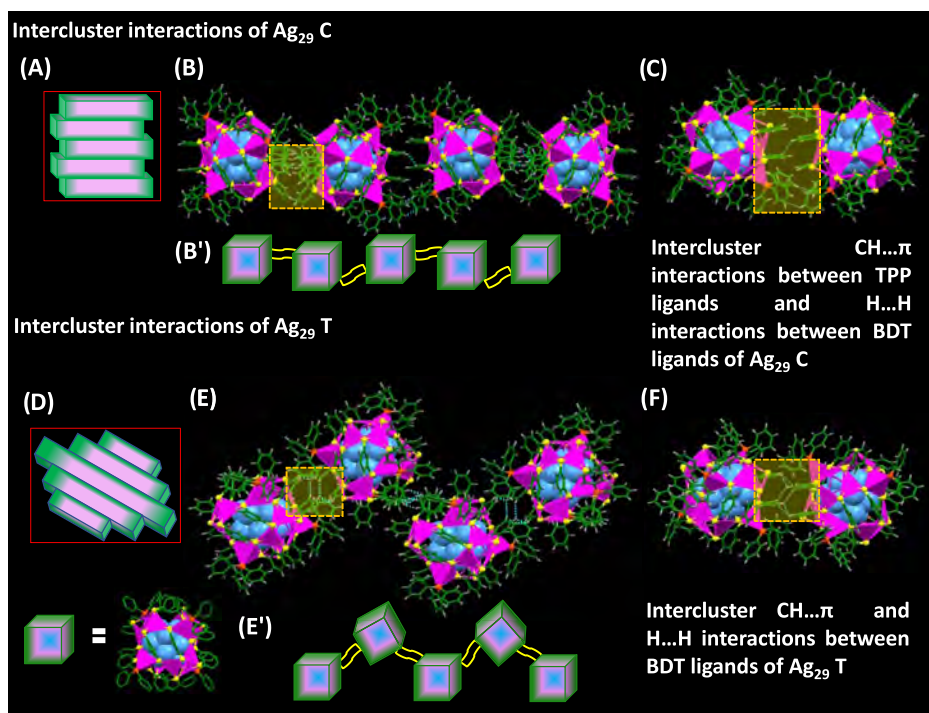 Intercluster interactions of Ag₂₉ C
(A)
(B)
(C)
(B')
Intercluster CH...π
interactions between TPP
ligands and H...H
interactions between BDT
ligands of Ag₂₉ C
Intercluster interactions of Ag₂₉ T
(D)
(E)
(F)
=
(E')
Intercluster CH...π and
H...H interactions between
BDT ligands of Ag₂₉ T